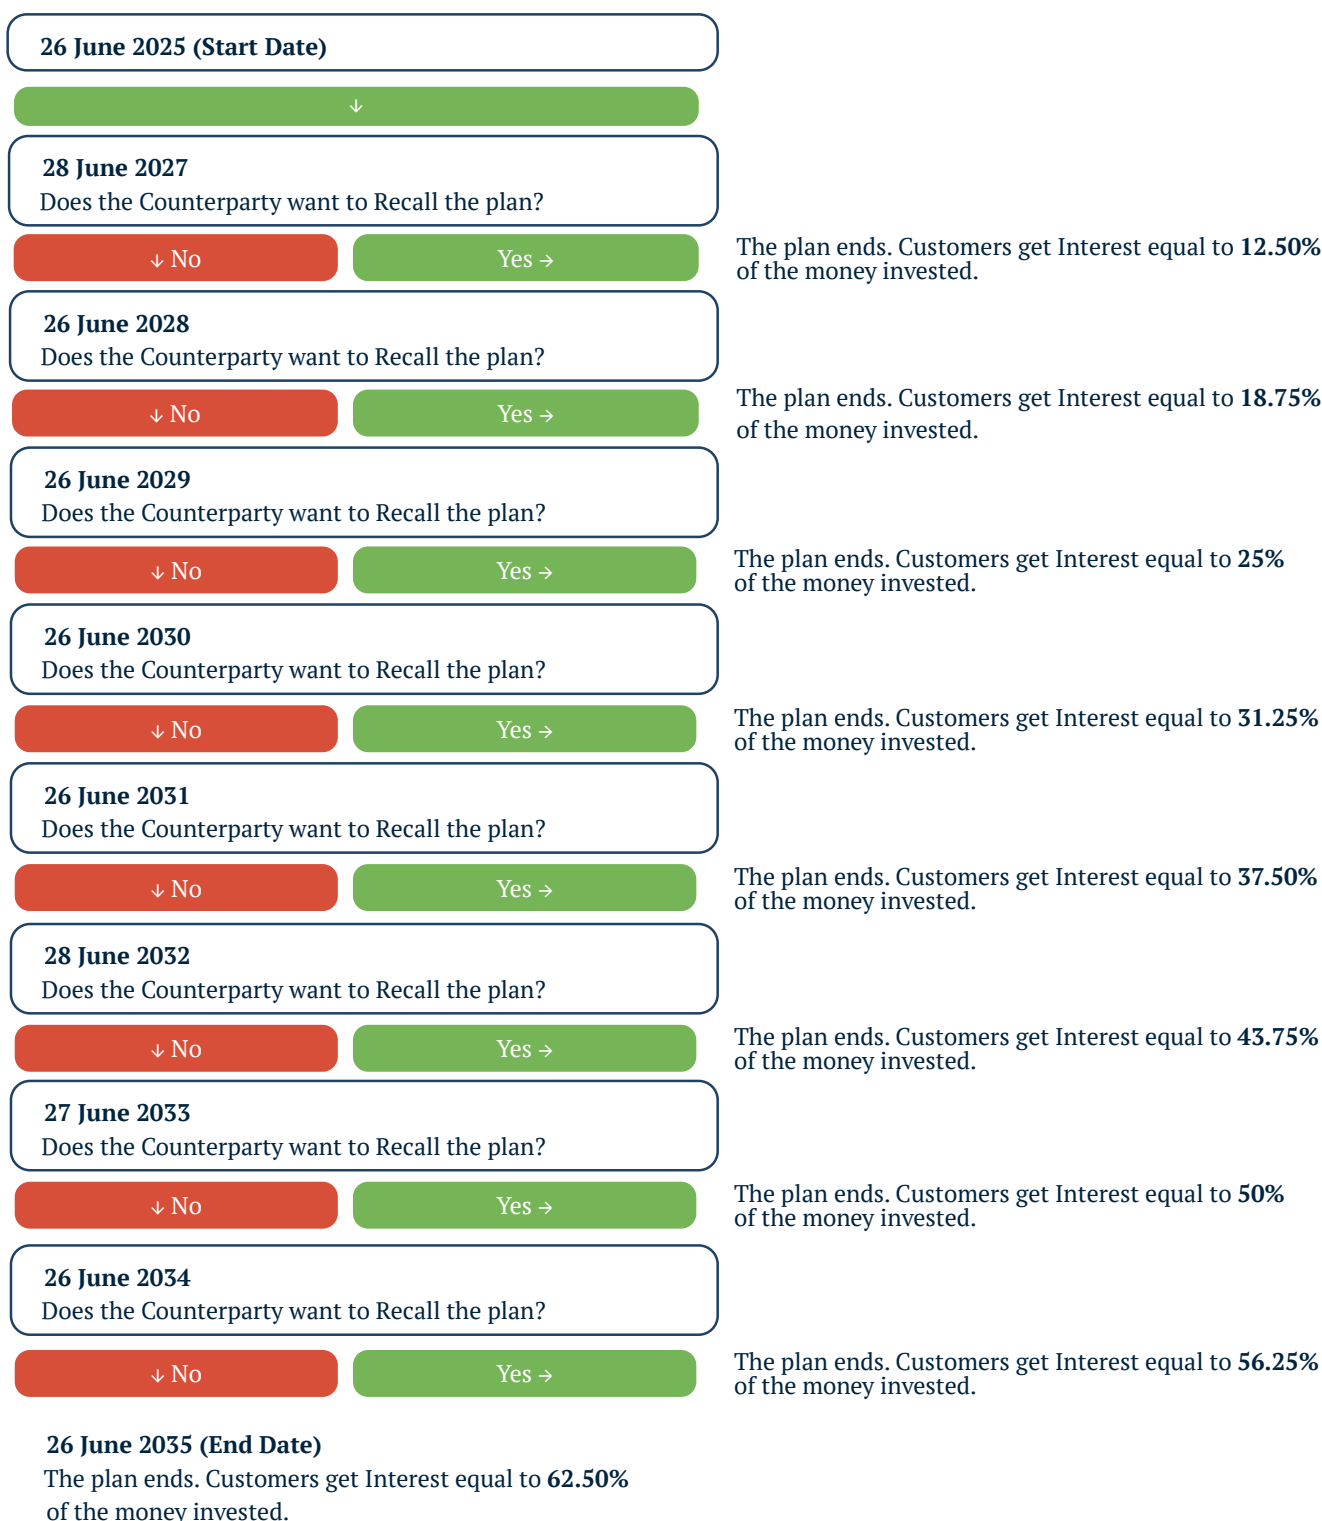 26 June 2025 (Start Date)
↓
28 June 2027
Does the Counterparty want to Recall the plan?
↓ No
Yes →
The plan ends. Customers get Interest equal to 12.50%
of the money invested.
26 June 2028
Does the Counterparty want to Recall the plan?
↓ No
Yes →
The plan ends. Customers get Interest equal to 18.75%
of the money invested.
26 June 2029
Does the Counterparty want to Recall the plan?
↓ No
Yes →
The plan ends. Customers get Interest equal to 25%
of the money invested.
26 June 2030
Does the Counterparty want to Recall the plan?
↓ No
Yes →
The plan ends. Customers get Interest equal to 31.25%
of the money invested.
26 June 2031
Does the Counterparty want to Recall the plan?
↓ No
Yes →
The plan ends. Customers get Interest equal to 37.50%
of the money invested.
28 June 2032
Does the Counterparty want to Recall the plan?
↓ No
Yes →
The plan ends. Customers get Interest equal to 43.75%
of the money invested.
27 June 2033
Does the Counterparty want to Recall the plan?
↓ No
Yes →
The plan ends. Customers get Interest equal to 50%
of the money invested.
26 June 2034
Does the Counterparty want to Recall the plan?
↓ No
Yes →
The plan ends. Customers get Interest equal to 56.25%
of the money invested.
26 June 2035 (End Date)
The plan ends. Customers get Interest equal to 62.50%
of the money invested.